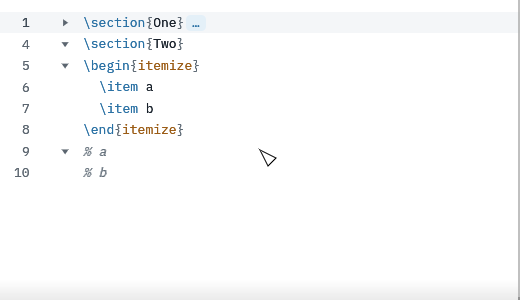 1 \section{One} …
4 \section{Two}
5 \begin{itemize}
6 \item a
7 \item b
8 \end{itemize}
9 % a
10 % b